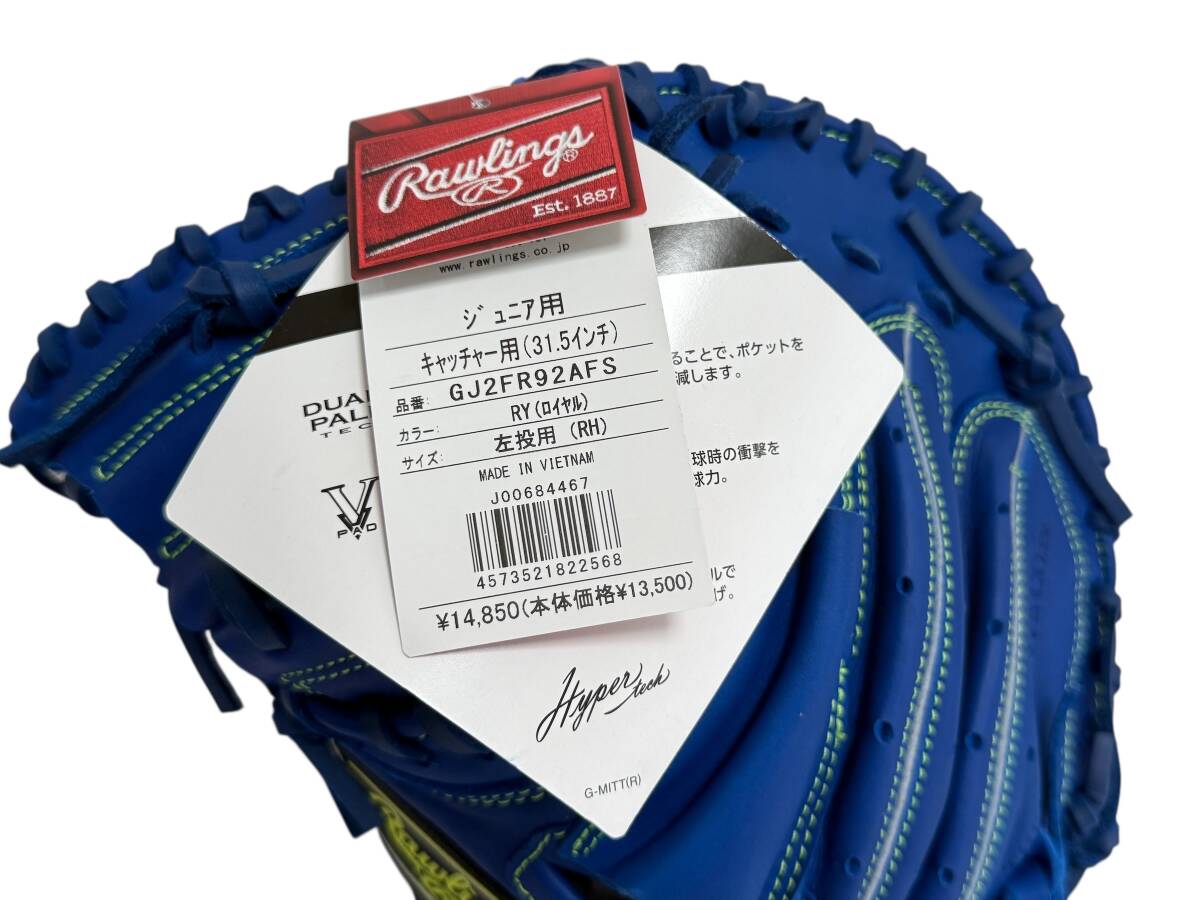 Rawlings®
R
Est. 1887
www.rawlings.co.jp
ジュニア用
キャッチャー用(31.5インチ)
品番: GJ2FR92AFS
カラー: RY(ロイヤル)
サイズ: 左投用 (RH)
MADE IN VIETNAM
J00684467
4573521822568
¥14,850(本体価格¥13,500)
DUAL
PAL
TEC
V
PAD
ることで、ポケットを
減します。
球時の衝撃を
球力。
ルで
げ。
Hyper tech
G-MITT(R)